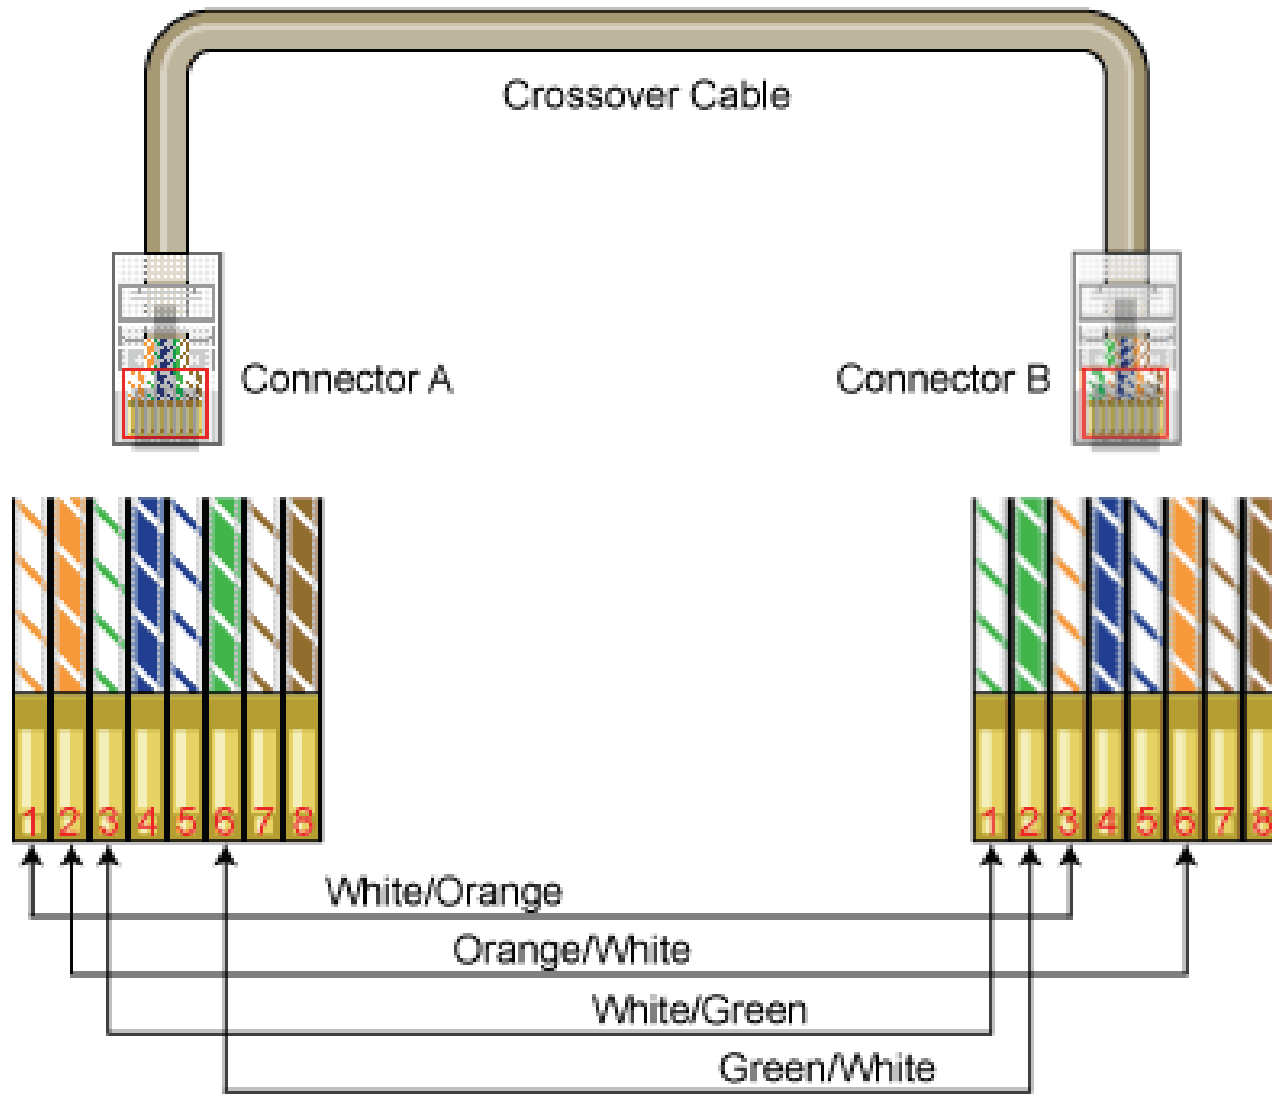 Crossover Cable
Connector A
Connector B
1 2 3 4 5 6 7 8
1 2 3 4 5 6 7 8
White/Orange
Orange/White
White/Green
Green/White